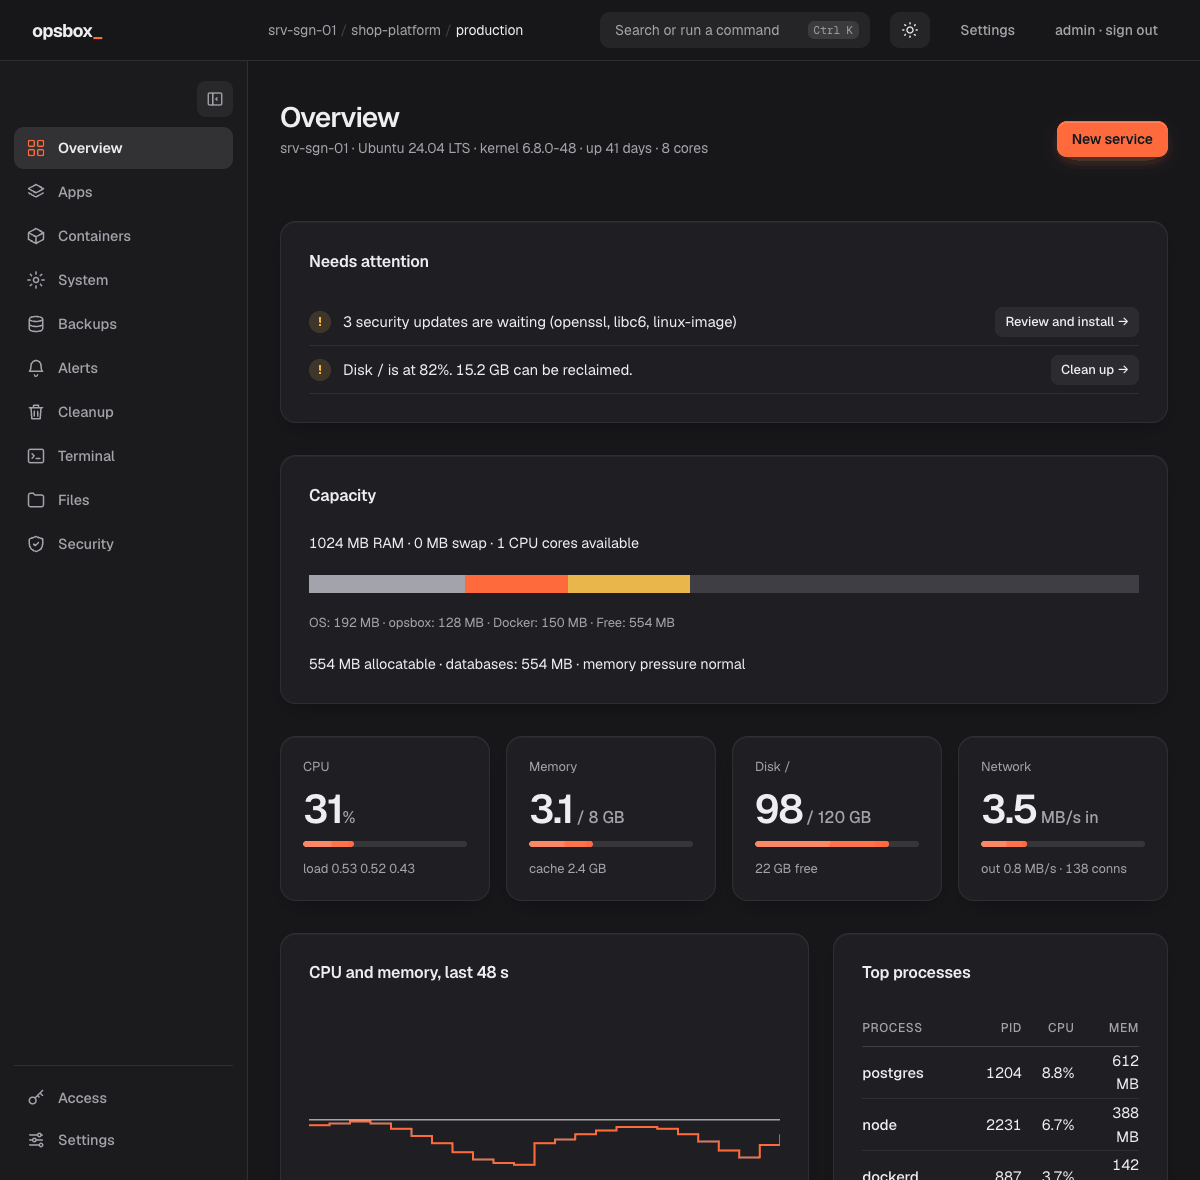 opsbox_
srv-sgn-01 / shop-platform / production
Search or run a command Ctrl K
Settings
admin · sign out
Overview
Apps
Containers
System
Backups
Alerts
Cleanup
Terminal
Files
Security
Access
Settings
Overview
srv-sgn-01 · Ubuntu 24.04 LTS · kernel 6.8.0-48 · up 41 days · 8 cores
New service
Needs attention
! 3 security updates are waiting (openssl, libc6, linux-image)
Review and install →
! Disk / is at 82%. 15.2 GB can be reclaimed.
Clean up →
Capacity
1024 MB RAM · 0 MB swap · 1 CPU cores available
OS: 192 MB · opsbox: 128 MB · Docker: 150 MB · Free: 554 MB
554 MB allocatable · databases: 554 MB · memory pressure normal
CPU
31%
load 0.53 0.52 0.43
Memory
3.1 / 8 GB
cache 2.4 GB
Disk /
98 / 120 GB
22 GB free
Network
3.5 MB/s in
out 0.8 MB/s · 138 conns
CPU and memory, last 48 s
Top processes
PROCESS PID CPU MEM
postgres 1204 8.8% 612 MB
node 2231 6.7% 388 MB
dockerd 887 3.7% 142